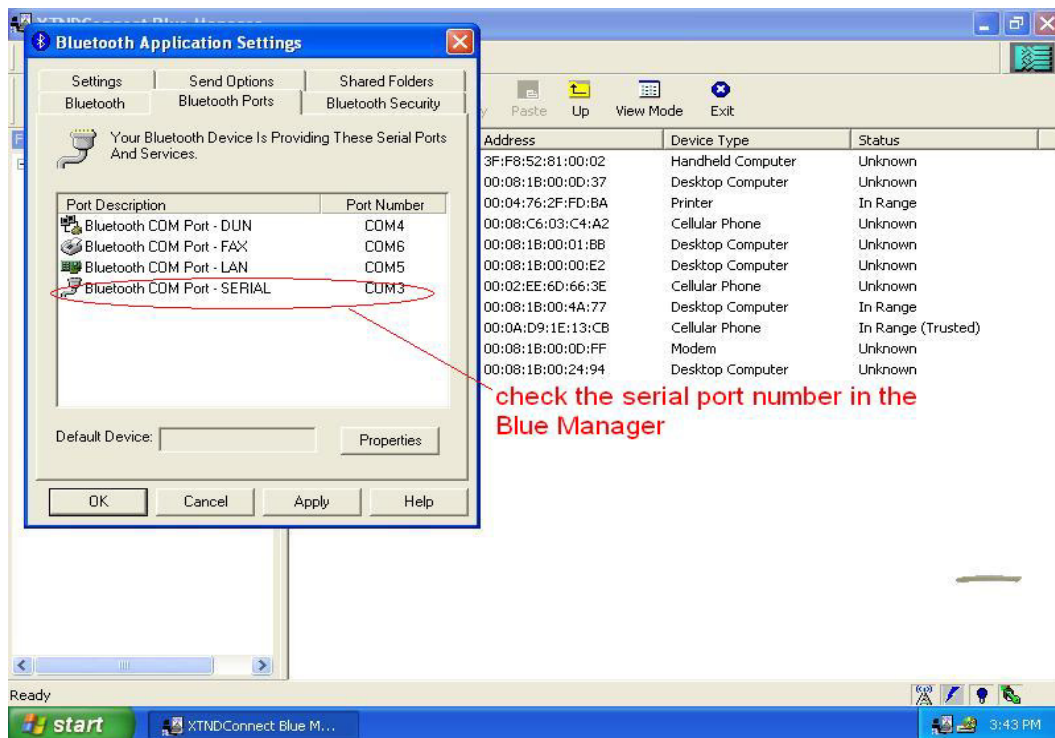 XTNDConnect Blue Manager
Bluetooth Application Settings
Settings Send Options Shared Folders
Bluetooth Bluetooth Ports Bluetooth Security
Your Bluetooth Device Is Providing These Serial Ports
And Services.
Port Description Port Number
Bluetooth COM Port - DUN COM4
Bluetooth COM Port - FAX COM6
Bluetooth COM Port - LAN COM5
Bluetooth COM Port - SERIAL COM3
Default Device: Properties
OK Cancel Apply Help
Paste Up View Mode Exit
Address Device Type Status
3F:F8:52:81:00:02 Handheld Computer Unknown
00:08:1B:00:0D:37 Desktop Computer Unknown
00:04:76:2F:FD:BA Printer In Range
00:08:C6:03:C4:A2 Cellular Phone Unknown
00:08:1B:00:01:BB Desktop Computer Unknown
00:08:1B:00:00:E2 Desktop Computer Unknown
00:02:EE:6D:66:3E Cellular Phone Unknown
00:08:1B:00:4A:77 Desktop Computer In Range
00:0A:D9:1E:13:CB Cellular Phone In Range (Trusted)
00:08:1B:00:0D:FF Modem Unknown
00:08:1B:00:24:94 Desktop Computer Unknown
check the serial port number in the
Blue Manager
Ready
start XTNDConnect Blue M... 3:43 PM